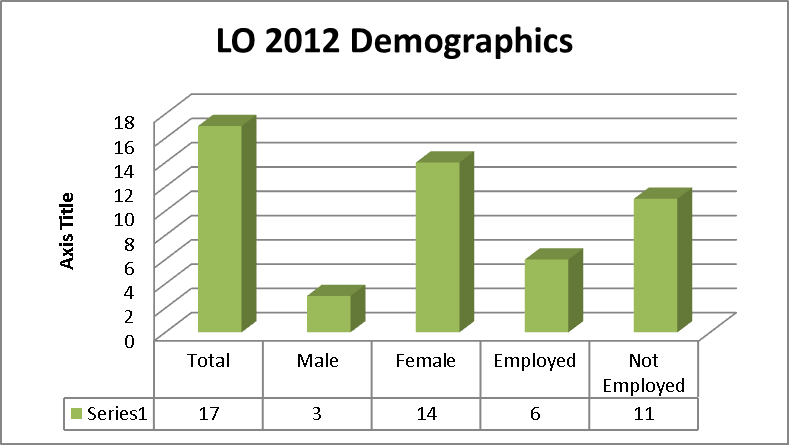 LO 2012 Demographics
Axis Title
18
16
14
12
10
8
6
4
2
0
Total Male Female Employed Not Employed
Series1 17 3 14 6 11